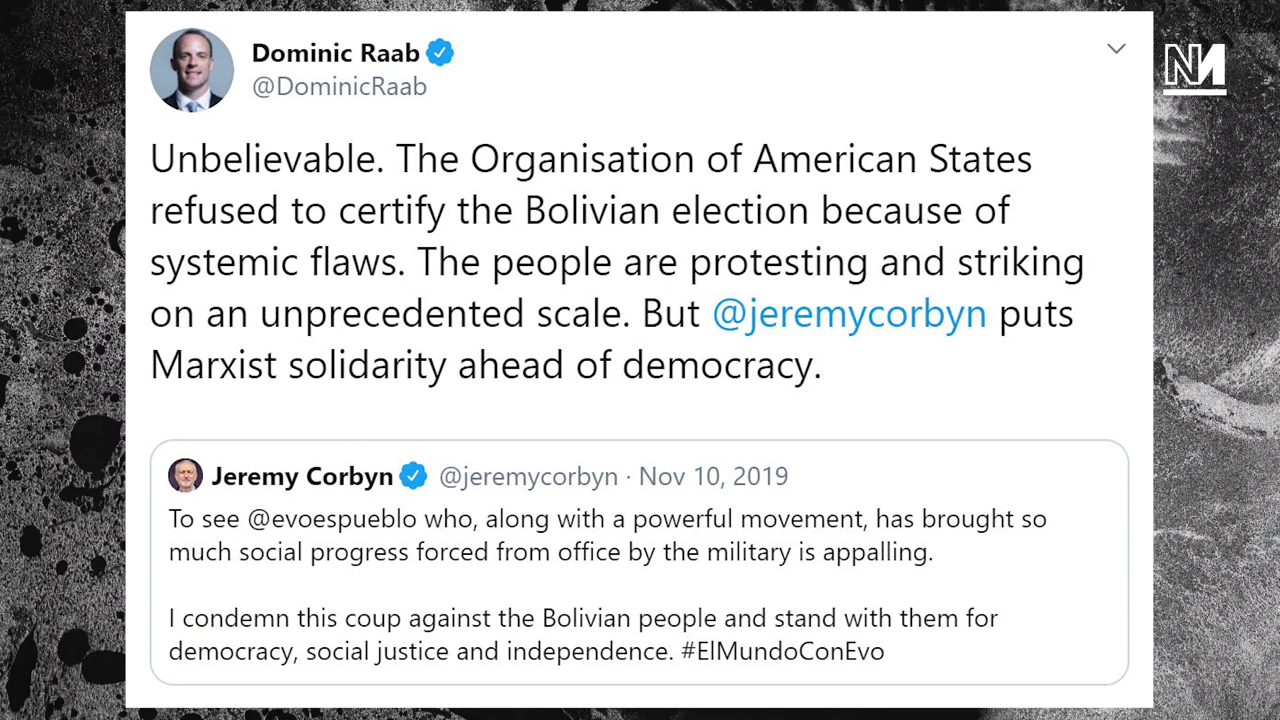 Dominic Raab
@DominicRaab
Unbelievable. The Organisation of American States
refused to certify the Bolivian election because of
systemic flaws. The people are protesting and striking
on an unprecedented scale. But @jeremycorbyn puts
Marxist solidarity ahead of democracy.
Jeremy Corbyn @jeremycorbyn · Nov 10, 2019
To see @evoespueblo who, along with a powerful movement, has brought so
much social progress forced from office by the military is appalling.
I condemn this coup against the Bolivian people and stand with them for
democracy, social justice and independence. #ElMundoConEvo
NM